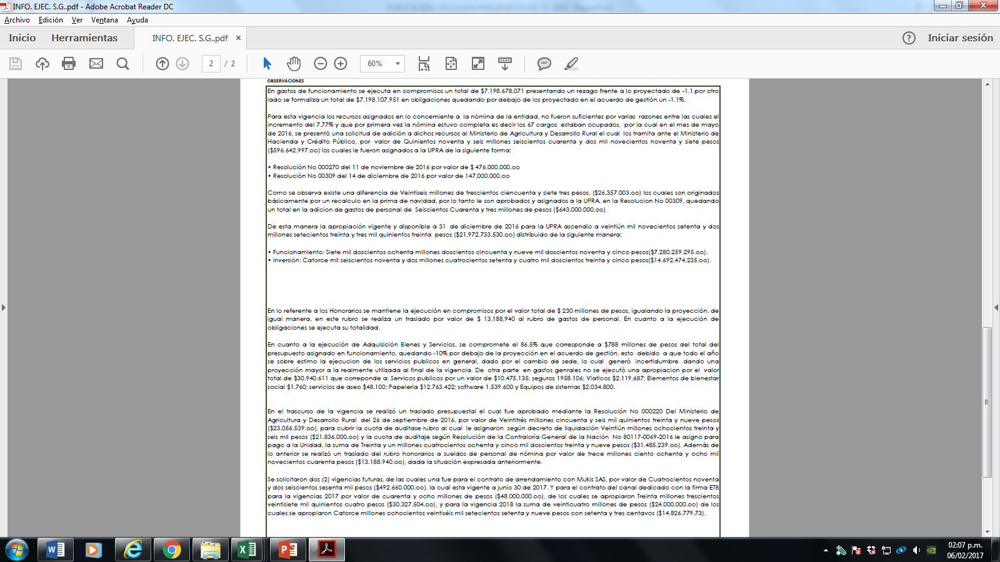 INFO. EJEC. S.G..pdf - Adobe Acrobat Reader DC
Archivo Edición Ver Ventana Ayuda
Inicio Herramientas INFO. EJEC. S.G..pdf × ? Iniciar sesión
2 / 2 60%
OBSERVACIONES
En gastos de funcionamiento se ejecuta en compromisos un total de $7.198.678.071 presentando un rezago frente a lo proyectado de -1.1.por otro
lado se formaliza un total de $7.198.107.951 en obligaciones quedando por debajo de los proyectado en el acuerdo de gestión un -1.1%.
Para esta vigencia los recursos asignados en lo concerniente a la nómina de la entidad, no fueron suficientes por varias razones entre las cuales el
incremento del 7.77% y que por primera vez la nómina estuvo completa es decir los 67 cargos estaban ocupados, por la cual en el mes de mayo
de 2016, se presentò una solicitud de adición a dichos recursos al Ministerio de Agricultura y Desarrollo Rural el cual los tramita ante el Ministerio de
Hacienda y Crédito Público, por valor de Quinientos noventa y seis millones seiscientos cuarenta y dos mil novecientos noventa y siete pesos
($596.642.997.oo) los cuales le fueron asignados a la UPRA de la siguiente forma:
• Resolución No 000270 del 11 de noviembre de 2016 por valor de $ 476.000.000.oo
• Resolución No 00309 del 14 de diciembre de 2016 por valor de 147.000.000.oo
Como se observa existe una diferencia de Veintiseis millones de trescientos ciencuenta y siete tres pesos, ($26.357.003.oo) los cuales son originados
básicamente por un recalculo en la prima de navidad, por lo tanto le son aprobados y asignados a la UPRA, en la Resolucion No 00309, quedando
un total en la adicion de gastos de personal de Seiscientos Cuarenta y tres millones de pesos ($643.000.000.oo)
De esta manera la apropiación vigente y disponible a 31 de diciembre de 2016 para la UPRA ascendio a veintiún mil novecientos setenta y dos
millones setecientos treinta y tres mil quinientos treinta pesos ($21.972.733.530.oo) distribuido de la siguiente manera:
• Funcionamiento: Siete mil doscientos ochenta millones doscientos cincuenta y nueve mil doscientos noventa y cinco pesos($7.280.259.295.oo).
• Inversión: Catorce mil seiscientos noventa y dos millones cuatrocientos setenta y cuatro mil doscientos treinta y cinco pesos($14.692.474.235.oo).
En lo referente a los Honorarios se mantiene la ejecución en compromisos por el valor total de $ 230 millones de pesos, igualando la proyección, de
igual manera, en este rubro se realiza un traslado por valor de $ 13,188,940 al rubro de gastos de personal. En cuanto a la ejecución de
obligaciones se ejecuta su totalidad.
En cuanto a la ejecución de Adquisición Bienes y Servicios, se compromete el 86.5% que corresponde a $788 millones de pesos del total del
presupuesto asignado en funcionamiento, quedando -10% por debajo de la proyección en el acuerdo de gestión, esto debido a que todo el año
se sobre estimo la ejecucion de los servicios publicos en general, dado por el cambio de sede, lo cual generò incertidumbre dando una
proyección mayor a la realmente utilizada al final de la vigencia. De otra parte en gastos genrales no se ejecutò una apropiacion por el valor
total de $30.940.611 que correponde a: Servicos publicos por un valor de $10.475.135; seguros 1958.106; Viaticos $2.119.687; Elementos de bienestar
social $1.760; servicios de aseo $48.100; Papeleria $12.763.422; software 1.539.600 y Equipos de sistemas $2.034.800.
En el trascurso de la vigencia se realizó un traslado presupuestal el cual fue aprobado mediante la Resolución No 000220 Del Ministerio de
Agricultura y Desarrollo Rural del 26 de septiembre de 2016, por valor de Veintitrés millones cincuenta y seis mil quinientos treinta y nueve pesos
($23.056.539.oo), para cubrir la cuota de auditase rubro al cual le asignaron según decreto de liquidación Veintiún millones ochocientos treinta y
seis mil pesos ($21.836.000.oo) y la cuota de auditaje según Resolución de la Contraloría General de la Nación No 80117-0069-2016 le asigno para
pago a la Unidad, la suma de Treinta y un millones cuatrocientos ochenta y cinco mil doscientos treinta y nueve pesos ($31.485.239.oo). Además de
lo anterior se realizó un traslado del rubro honorarios a sueldos de personal de nómina por valor de trece millones ciento ochenta y ocho mil
novecientos cuarenta pesos ($13.188.940.oo), dada la situación expresada anteriormente.
Se solicitaron dos (2) vigencias futuras, de las cuales una fue para el contrato de arrendamiento con Mukis SAS, por valor de Cuatrocientos noventa
y dos seiscientos sesenta mil pesos ($492.660.000.oo), la cual esta vigente a junio 30 de 2017. Y para el contrato del canal dedicado con la firma ETB
para la vigencias 2017 por valor de cuarenta y ocho millones de pesos ($48.000.000.oo), de los cuales se apropiaron Treinta millones trescientos
veintisiete mil quinientos cuatro pesos ($30.327.504.oo), y para la vigencia 2018 la suma de veinticuatro millones de pesos ($24.000.000.oo) de los
cuales se apropiaron Catorce millones ochocientos veintiséis mil setecientos setenta y nueve pesos con setenta y tres centavos ($14.826.779.73).
02:07 p.m.
06/02/2017